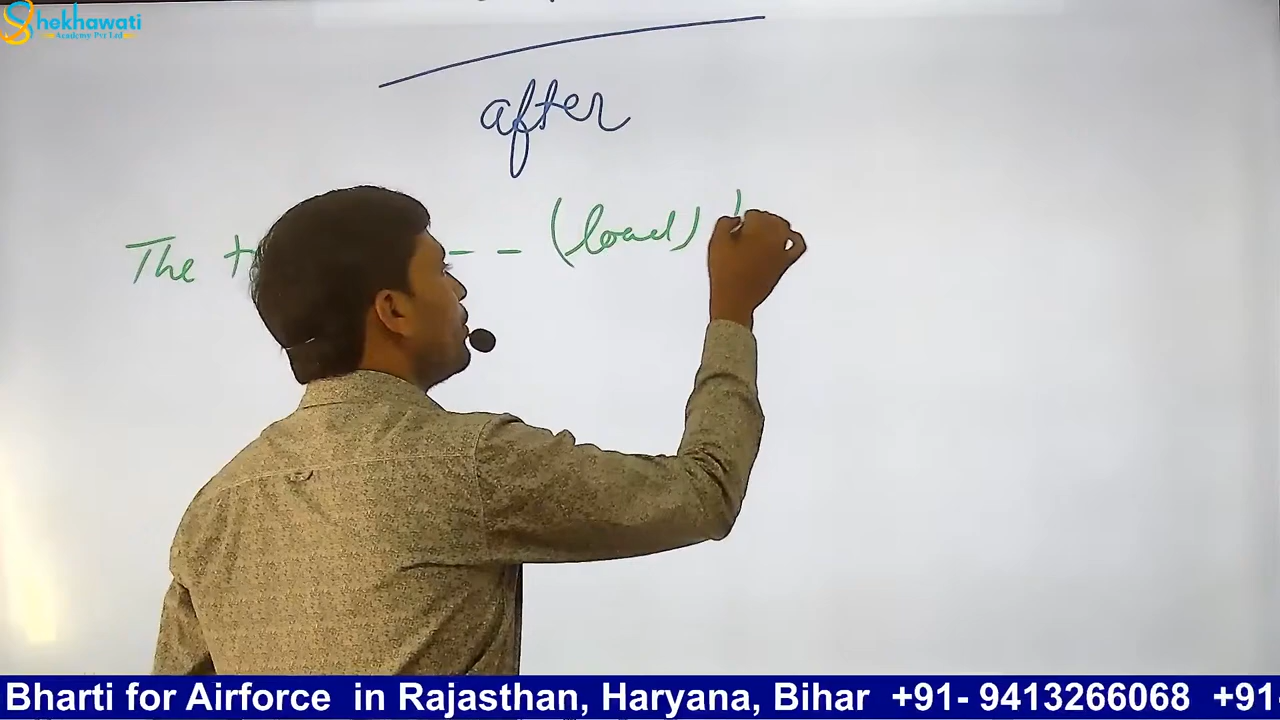 Shekhawati
Academy Pvt Ltd
after
The -- (load)
Bharti for Airforce in Rajasthan, Haryana, Bihar +91- 9413266068 +91